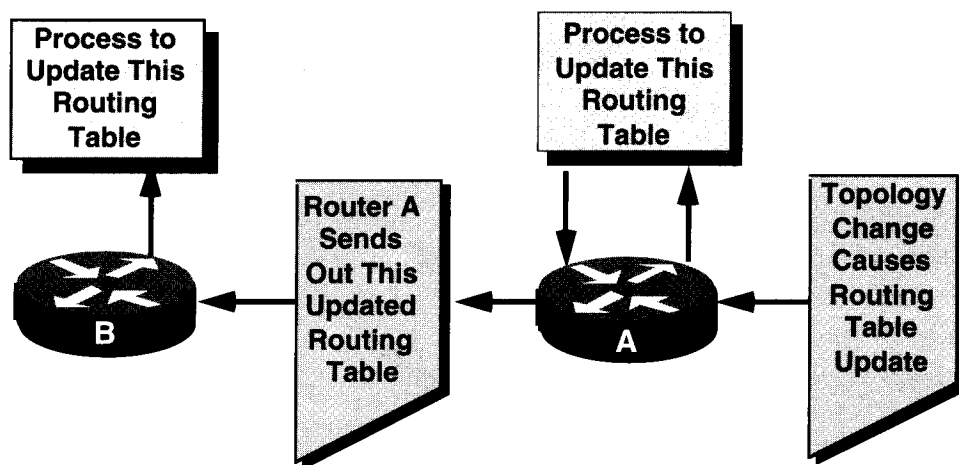 Process to
Update This
Routing
Table
Process to
Update This
Routing
Table
Router A
Sends
Out This
Updated
Routing
Table
Topology
Change
Causes
Routing
Table
Update
B
A